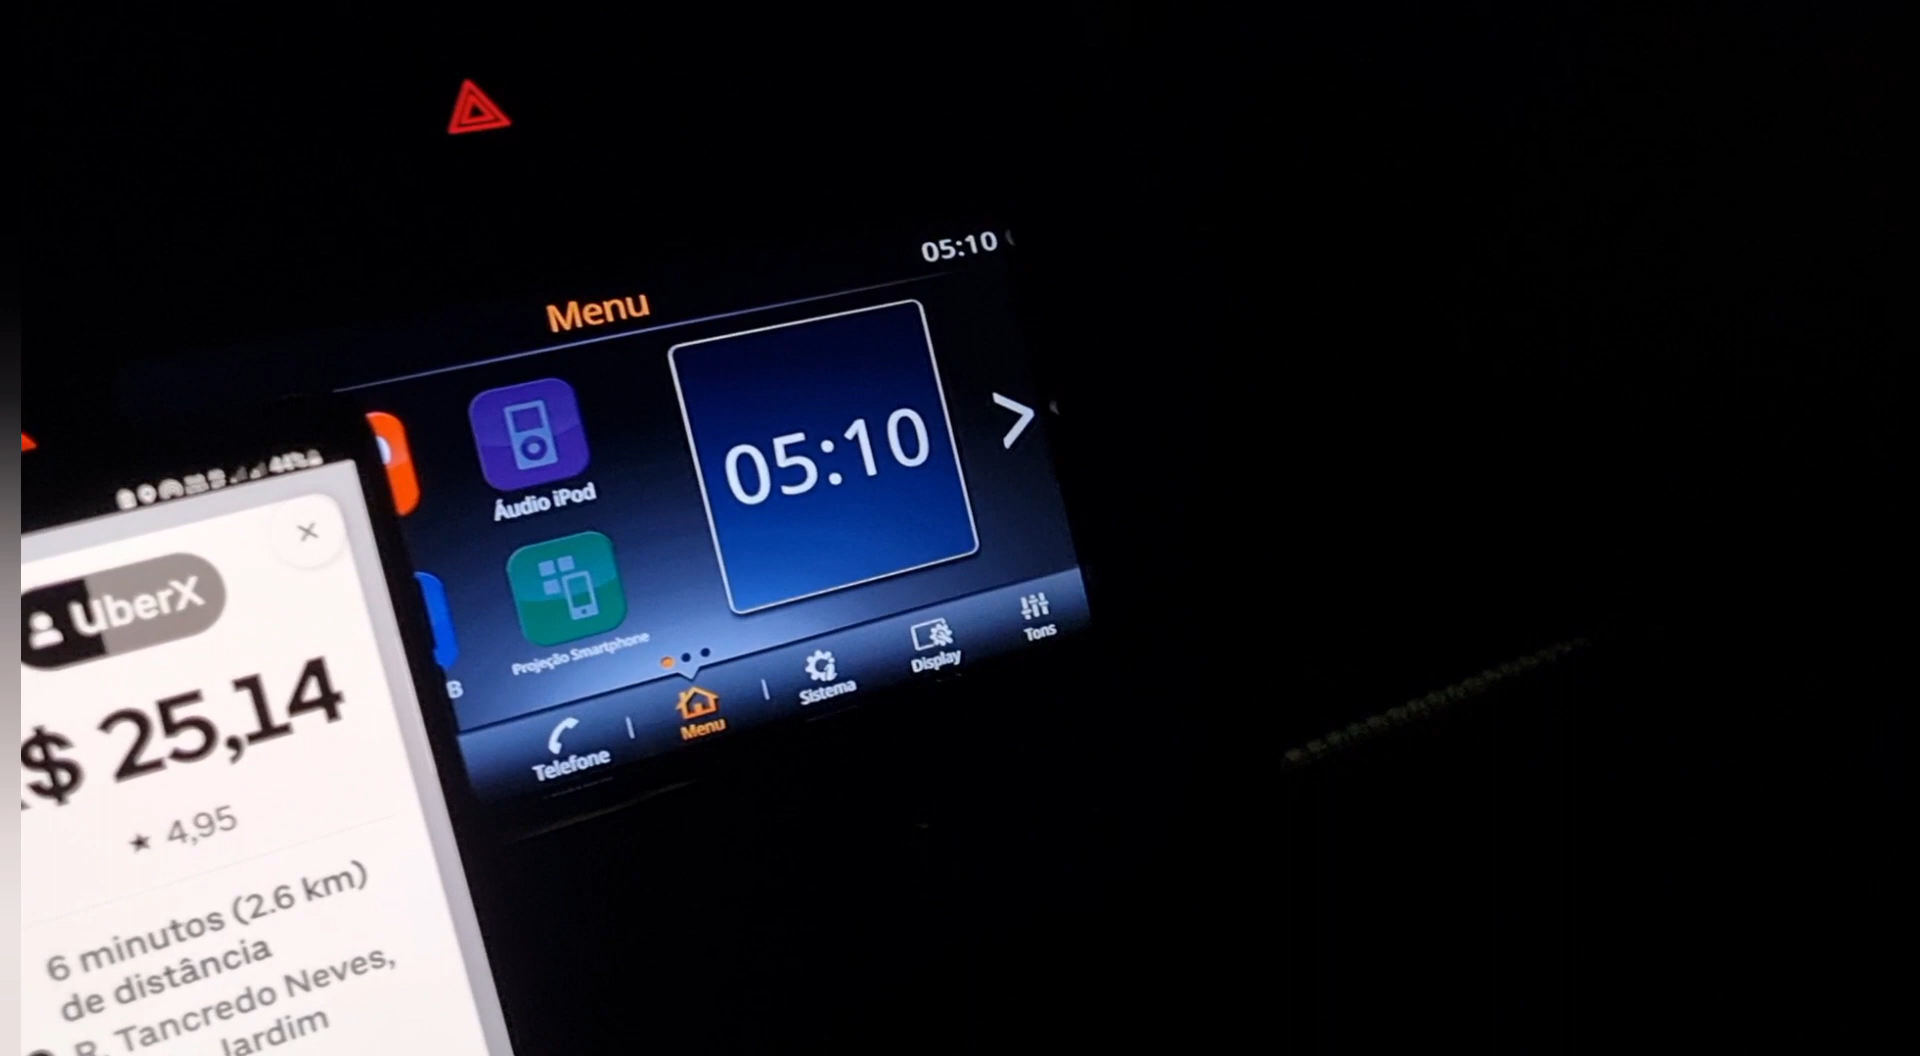 05:10
Menu
05:10
Áudio iPod
Projeção Smartphone
B
Telefone
Menu
Sistema
Display
Tons
44%
UberX
$ 25,14
★ 4,95
6 minutos (2.6 km)
de distância
R. Tancredo Neves,
Jardim